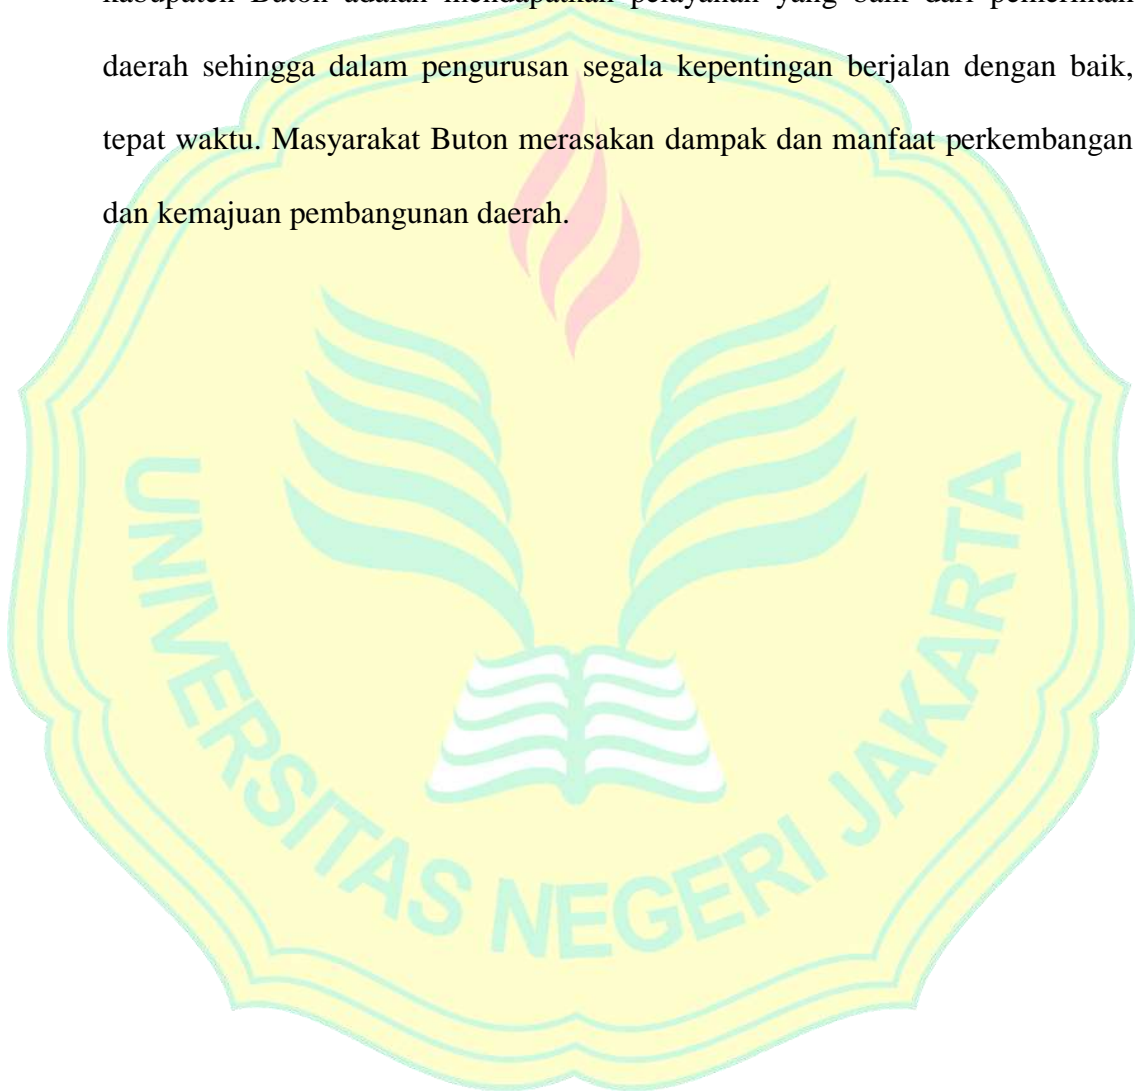 kabupaten Buton adalah mendapatkan pelayanan yang baik dari pemerintah
daerah sehingga dalam pengurusan segala kepentingan berjalan dengan baik,
tepat waktu. Masyarakat Buton merasakan dampak dan manfaat perkembangan
dan kemajuan pembangunan daerah.
UNIVERSITAS NEGERI JAKARTA